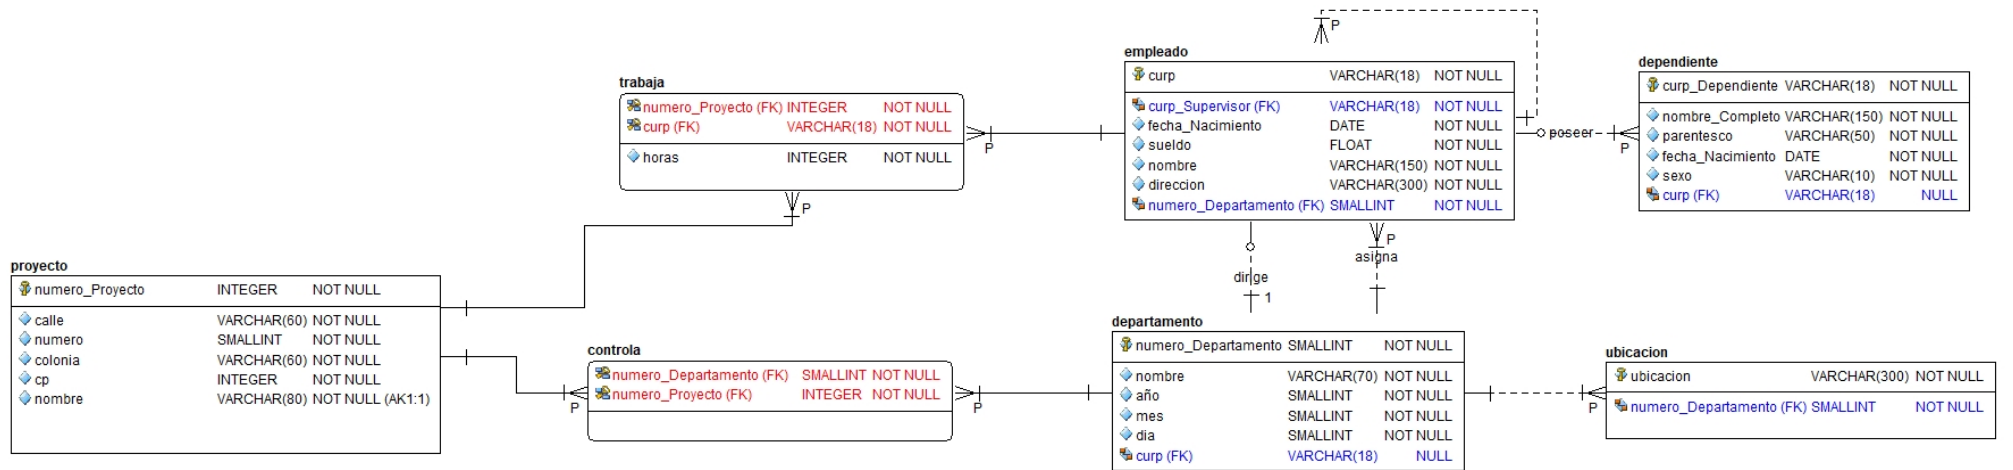 P
empleado
curp VARCHAR(18) NOT NULL
curp_Supervisor (FK) VARCHAR(18) NOT NULL
fecha_Nacimiento DATE NOT NULL
sueldo FLOAT NOT NULL
nombre VARCHAR(150) NOT NULL
direccion VARCHAR(300) NOT NULL
numero_Departamento (FK) SMALLINT NOT NULL
dependiente
curp_Dependiente VARCHAR(18) NOT NULL
nombre_Completo VARCHAR(150) NOT NULL
parentesco VARCHAR(50) NOT NULL
fecha_Nacimiento DATE NOT NULL
sexo VARCHAR(10) NOT NULL
curp (FK) VARCHAR(18) NULL
poseer
P
trabaja
numero_Proyecto (FK) INTEGER NOT NULL
curp (FK) VARCHAR(18) NOT NULL
horas INTEGER NOT NULL
P
P
P
asigna
dirige
1
proyecto
numero_Proyecto INTEGER NOT NULL
calle VARCHAR(60) NOT NULL
numero SMALLINT NOT NULL
colonia VARCHAR(60) NOT NULL
cp INTEGER NOT NULL
nombre VARCHAR(80) NOT NULL (AK1:1)
controla
numero_Departamento (FK) SMALLINT NOT NULL
numero_Proyecto (FK) INTEGER NOT NULL
P
P
departamento
numero_Departamento SMALLINT NOT NULL
nombre VARCHAR(70) NOT NULL
año SMALLINT NOT NULL
mes SMALLINT NOT NULL
dia SMALLINT NOT NULL
curp (FK) VARCHAR(18) NULL
P
ubicacion
ubicacion VARCHAR(300) NOT NULL
numero_Departamento (FK) SMALLINT NOT NULL